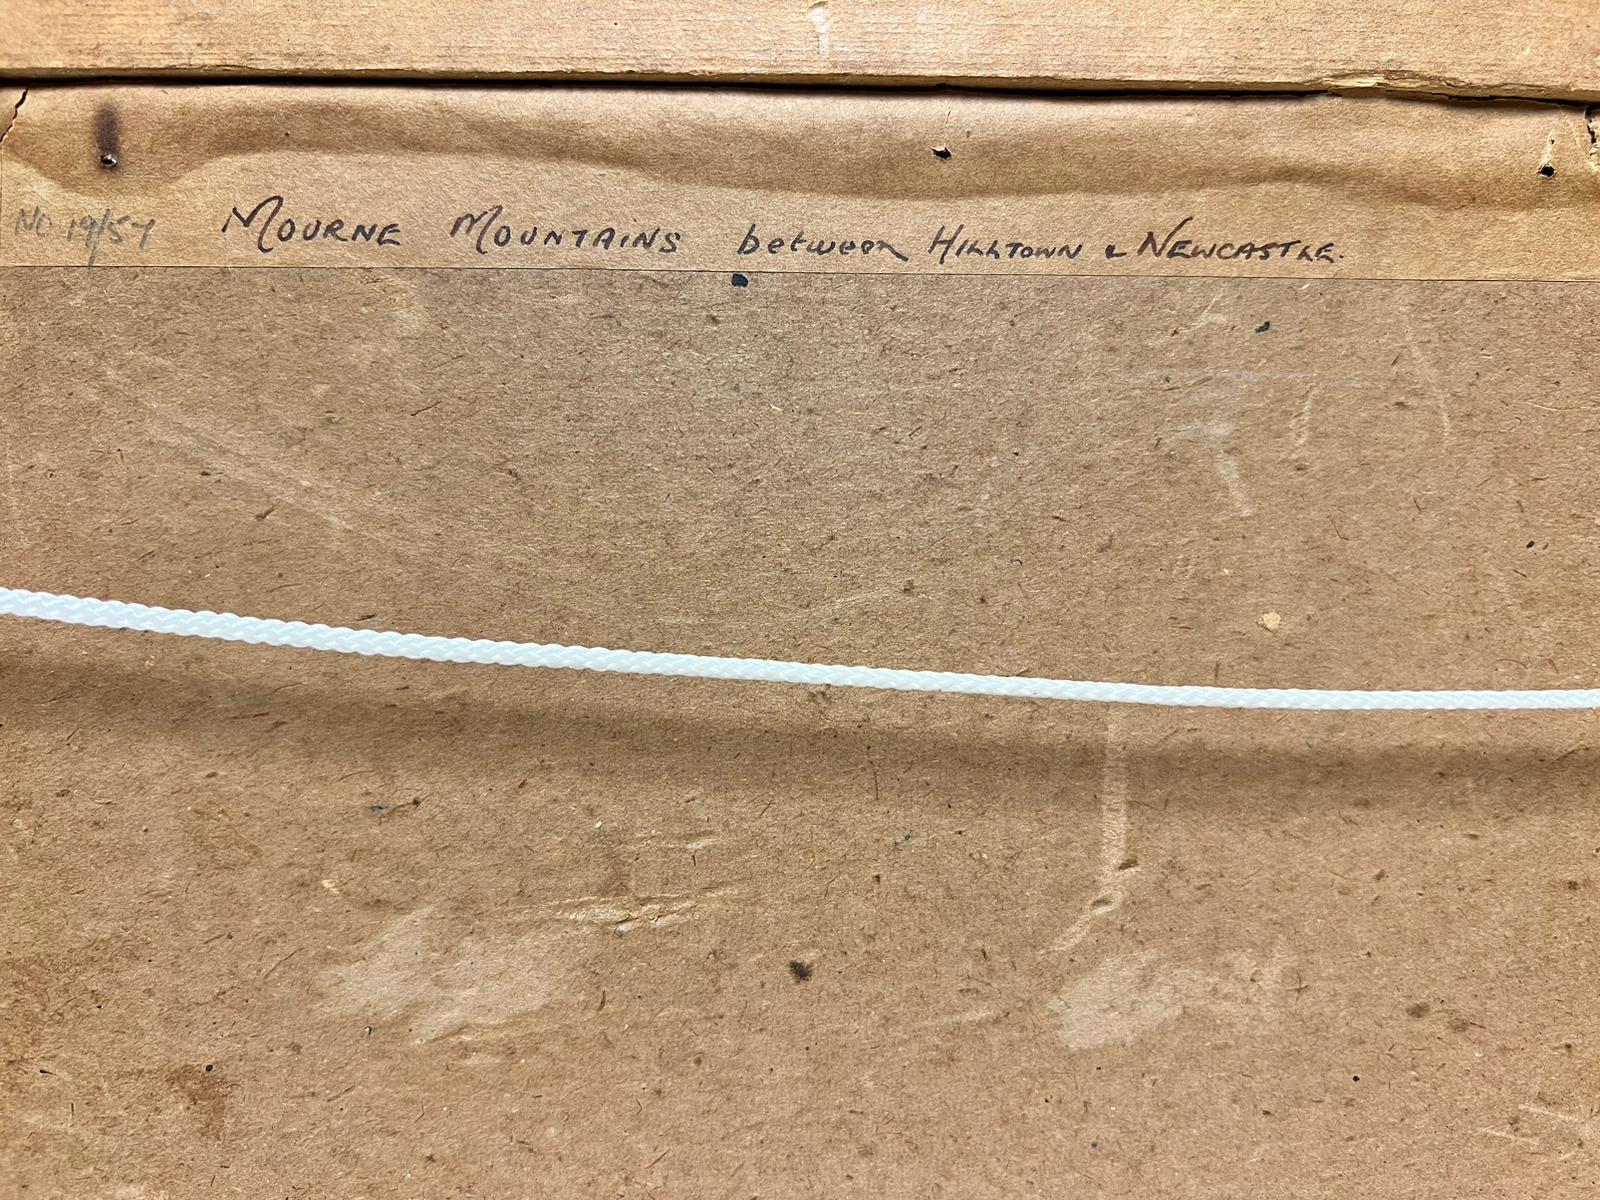 No 19/57 MOURNE MOUNTAINS between HILLTOWN & NEWCASTLE.